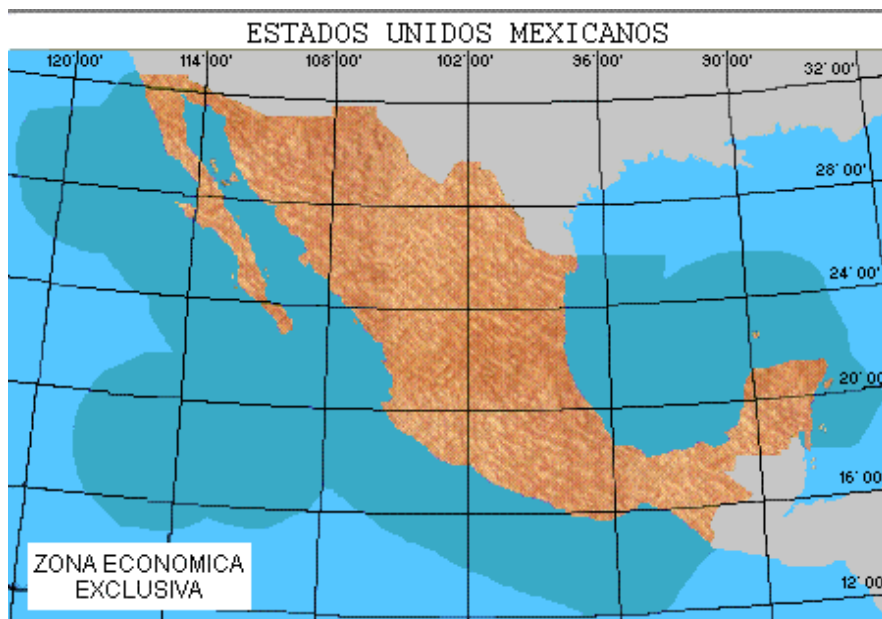 ESTADOS UNIDOS MEXICANOS
120°00' 114°00' 108°00' 102°00' 96°00' 90°00' 32°00'
28°00'
24°00'
20°00
16°00'
12°00
ZONA ECONOMICA
EXCLUSIVA